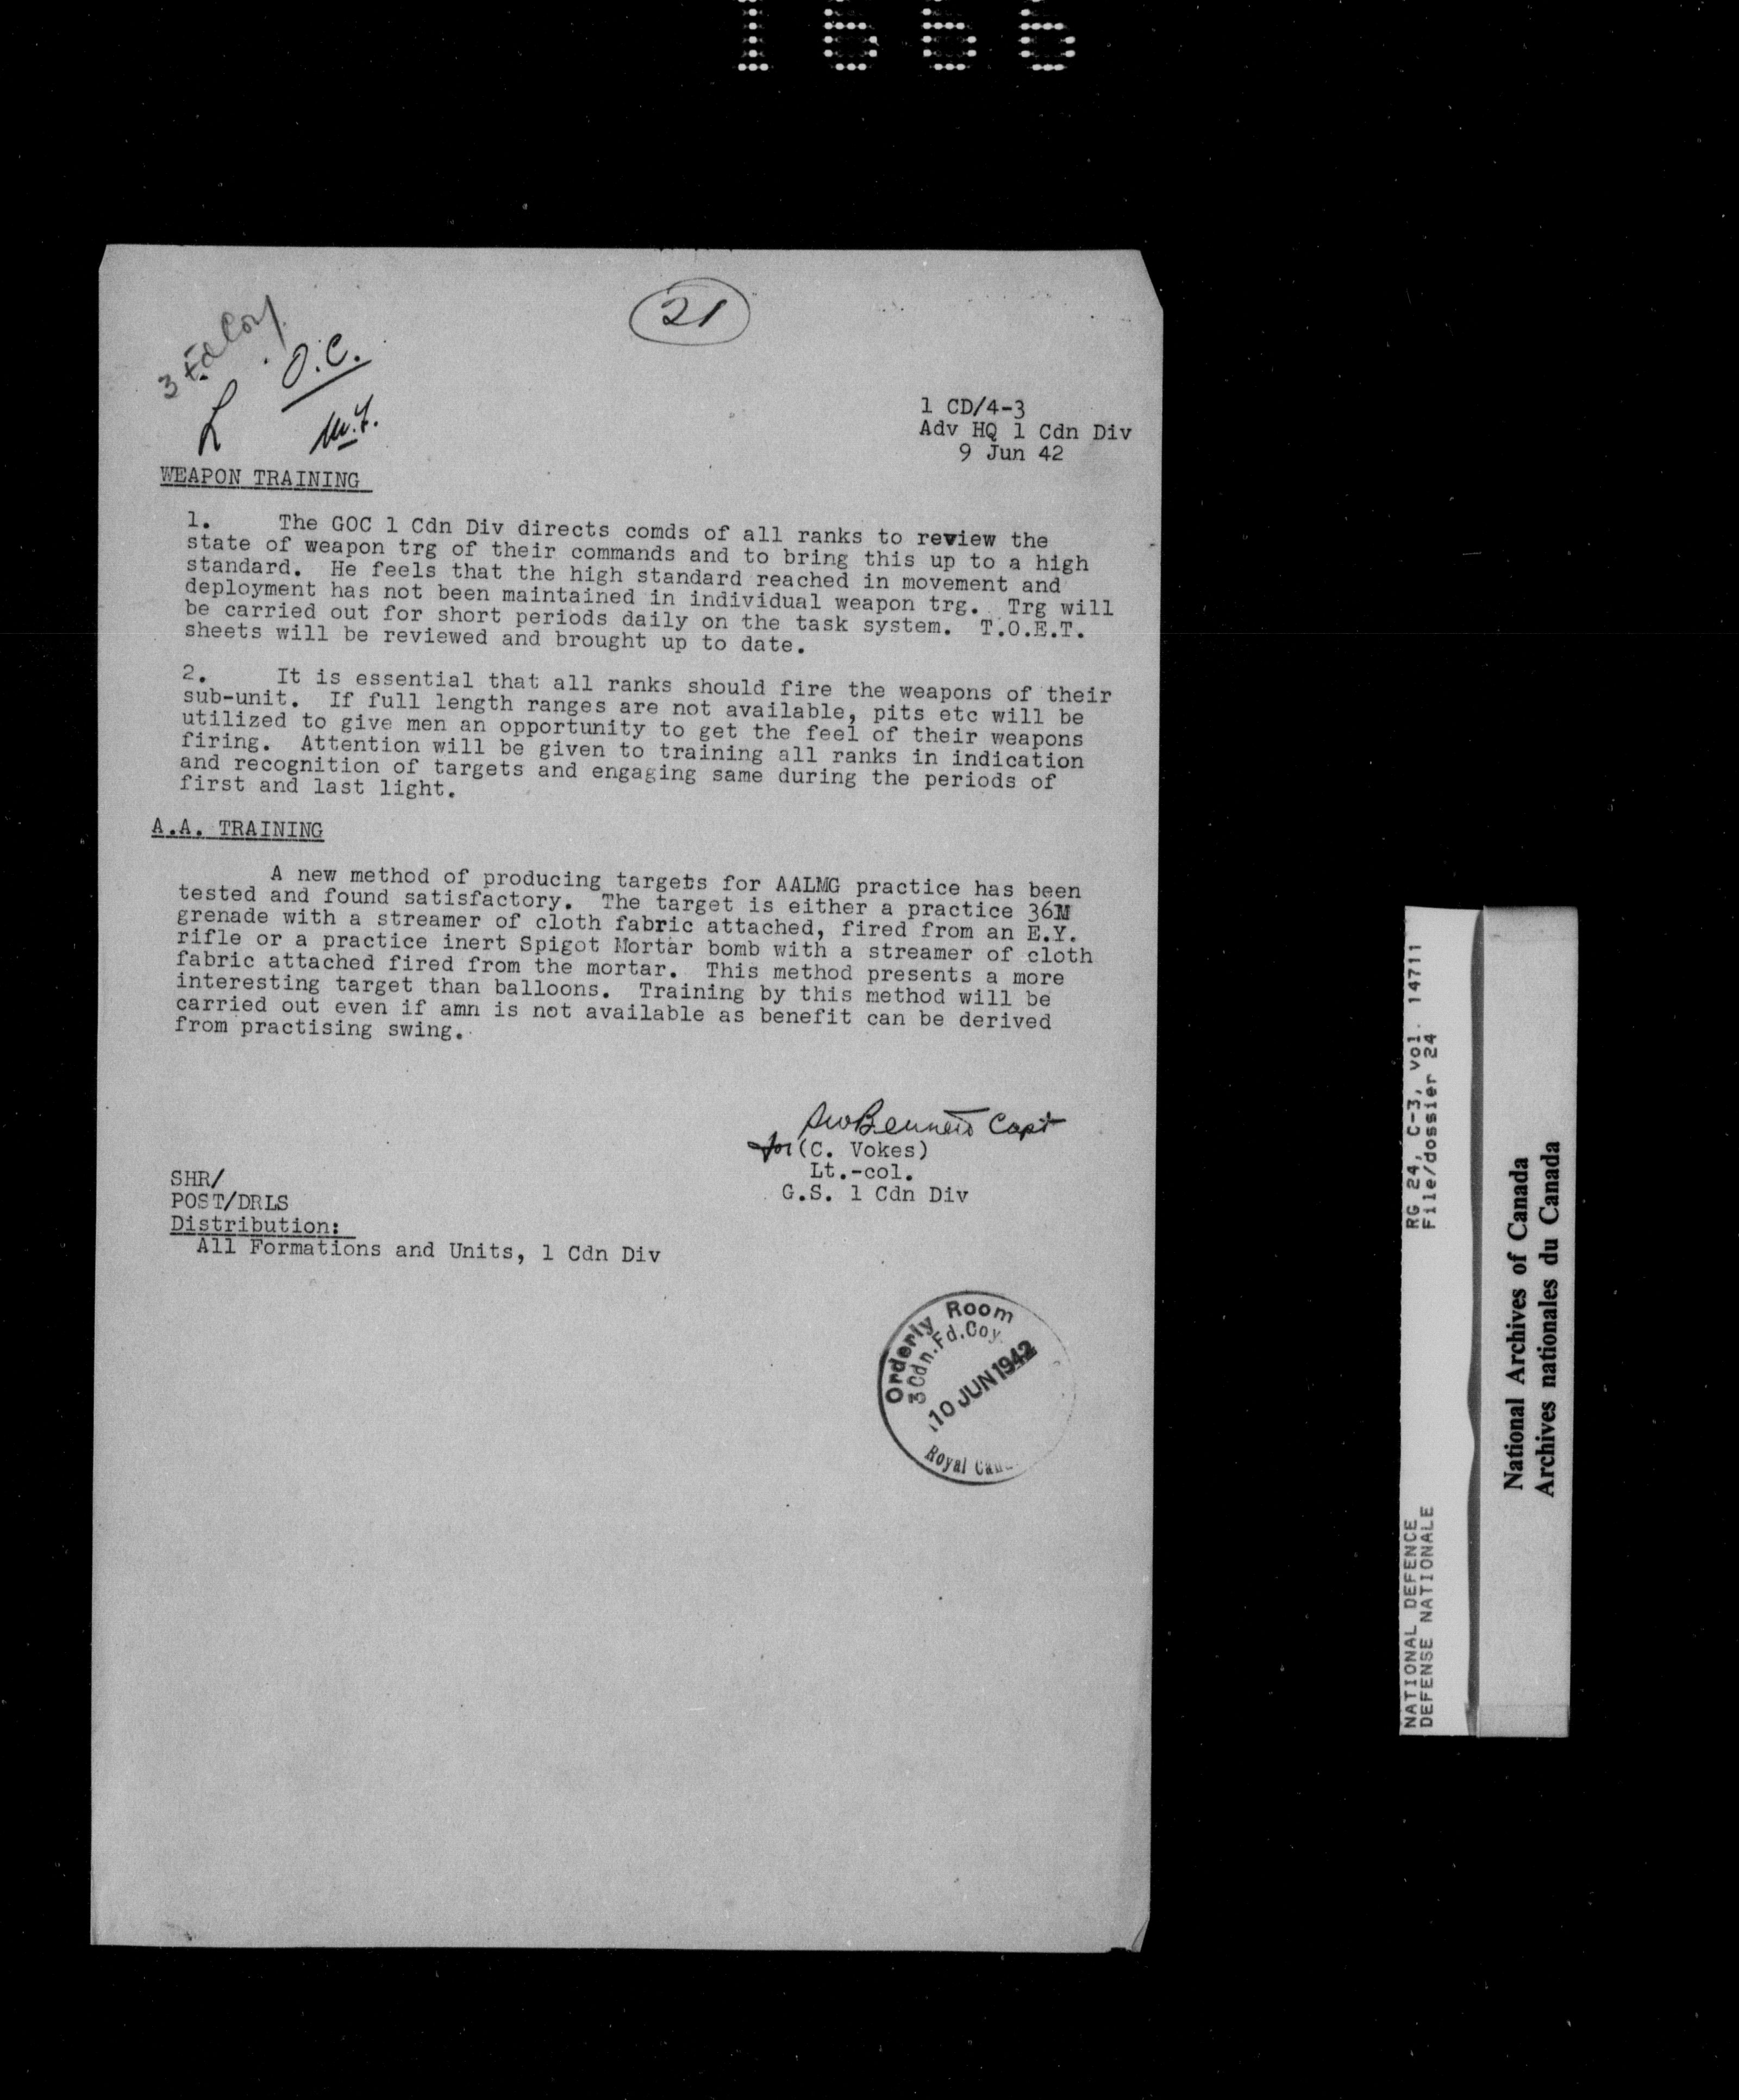 1666
21
3 Fd Coy
O.C.
1 CD/4-3
Adv HQ 1 Cdn Div
9 Jun 42
WEAPON TRAINING
1. The GOC 1 Cdn Div directs comds of all ranks to review the
state of weapon trg of their commands and to bring this up to a high
standard. He feels that the high standard reached in movement and
deployment has not been maintained in individual weapon trg. Trg will
be carried out for short periods daily on the task system. T.O.E.T.
sheets will be reviewed and brought up to date.
2. It is essential that all ranks should fire the weapons of their
sub-unit. If full length ranges are not available, pits etc will be
utilized to give men an opportunity to get the feel of their weapons
firing. Attention will be given to training all ranks in indication
and recognition of targets and engaging same during the periods of
first and last light.
A.A. TRAINING
A new method of producing targets for AALMG practice has been
tested and found satisfactory. The target is either a practice 36M
grenade with a streamer of cloth fabric attached, fired from an E.Y.
rifle or a practice inert Spigot Mortar bomb with a streamer of cloth
fabric attached fired from the mortar. This method presents a more
interesting target than balloons. Training by this method will be
carried out even if amn is not available as benefit can be derived
from practising swing.
Bennett Capt
for (C. Vokes)
Lt.-col.
G.S. 1 Cdn Div
SHR/
POST/DRLS
Distribution:
All Formations and Units, 1 Cdn Div
Orderly Room
3 Cdn. Fd. Coy.
10 JUN 1942
Royal
RG 24, C-3, vol. 14711
File/dossier 24
NATIONAL DEFENCE
DEFENSE NATIONALE
National Archives of Canada
Archives nationales du Canada